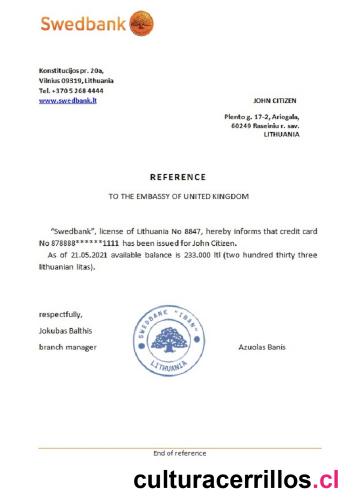 Swedbank
Konstitucijos pr. 20a,
Vilnius 09319, Lithuania
Tel. +370 5 268 4444
www.swedbank.lt
JOHN CITIZEN
Plento g. 17-2, Ariogala,
60249 Raseiniu r. sav.
LITHUANIA
REFERENCE
TO THE EMBASSY OF UNITED KINGDOM
"Swedbank", license of Lithuania No 8847, hereby informs that credit card
No 878888******1111 has been issued for John Citizen.
As of 21.05.2021 available balance is 233.000 ltl (two hundred thirty three
lithuanian litas).
respectfully,
Jokubas Balthis
branch manager
SWEDBANK "IBAN"
LITHUANIA
Azuolas Banis
End of reference
culturacerrillos.cl